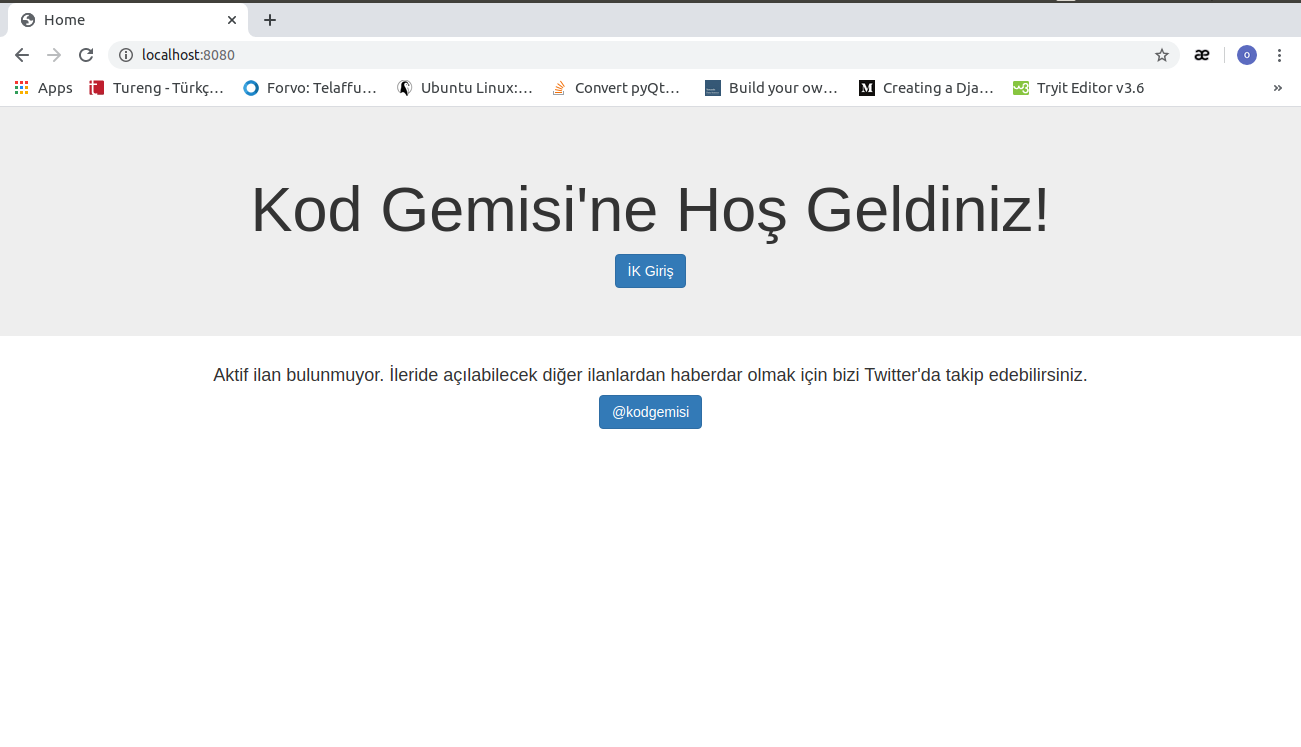 Home
localhost:8080
o
Apps
Tureng - Türkç...
Forvo: Telaffu...
Ubuntu Linux:...
Convert pyQt...
Build your ow...
Creating a Dja...
Tryit Editor v3.6
»
Kod Gemisi'ne Hoş Geldiniz!
İK Giriş
Aktif ilan bulunmuyor. İleride açılabilecek diğer ilanlardan haberdar olmak için bizi Twitter'da takip edebilirsiniz.
@kodgemisi